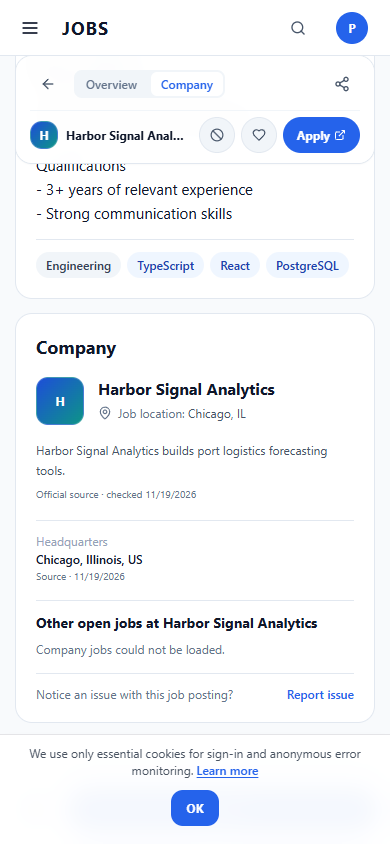 JOBS
P
Overview
Company
H
Harbor Signal Anal...
Apply
Qualifications
- 3+ years of relevant experience
- Strong communication skills
Engineering
TypeScript
React
PostgreSQL
Company
H
Harbor Signal Analytics
Job location: Chicago, IL
Harbor Signal Analytics builds port logistics forecasting
tools.
Official source · checked 11/19/2026
Headquarters
Chicago, Illinois, US
Source · 11/19/2026
Other open jobs at Harbor Signal Analytics
Company jobs could not be loaded.
Notice an issue with this job posting?
Report issue
We use only essential cookies for sign-in and anonymous error
monitoring. Learn more
OK